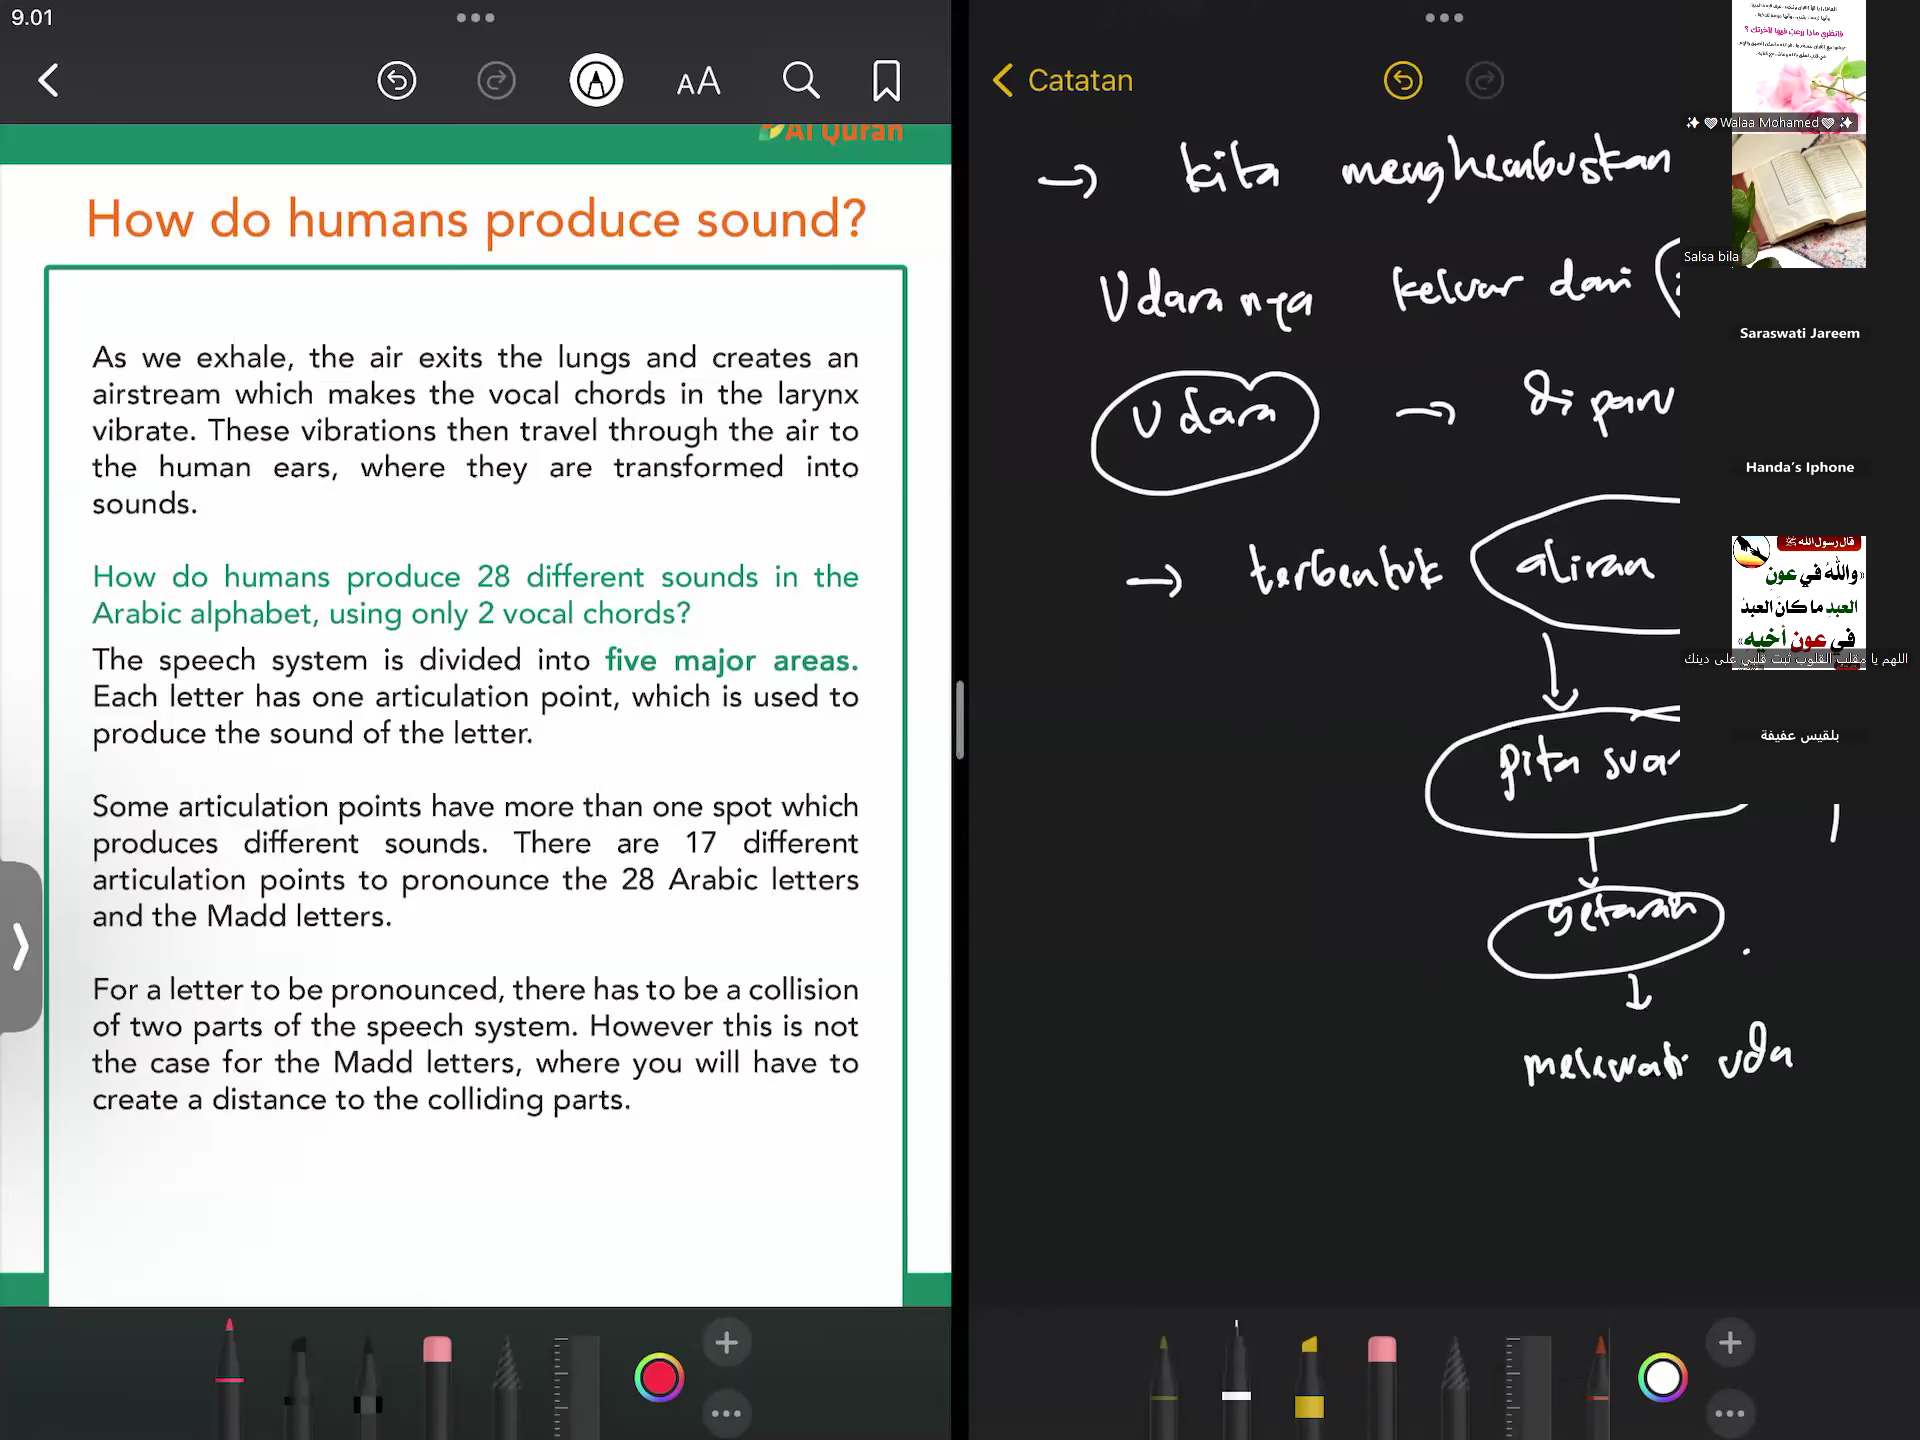 9.01
Al Quran
How do humans produce sound?
As we exhale, the air exits the lungs and creates an
airstream which makes the vocal chords in the larynx
vibrate. These vibrations then travel through the air to
the human ears, where they are transformed into
sounds.
How do humans produce 28 different sounds in the
Arabic alphabet, using only 2 vocal chords?
The speech system is divided into five major areas.
Each letter has one articulation point, which is used to
produce the sound of the letter.
Some articulation points have more than one spot which
produces different sounds. There are 17 different
articulation points to pronounce the 28 Arabic letters
and the Madd letters.
For a letter to be pronounced, there has to be a collision
of two parts of the speech system. However this is not
the case for the Madd letters, where you will have to
create a distance to the colliding parts.
AA
Catatan
→ kita menghembuskan
Udaranya keluar dari
Udara → di paru
→ terbentuk aliran
pita suar
getaran
melewati uda
فانظري ماذا زرعت فيها لآخرتك ؟
Walaa Mohamed
Salsa bila
Saraswati Jareem
Handa's Iphone
قال رسول الله ﷺ
«والله في عون
العبد ما كان العبد
في عون أخيه»
اللهم يا مقلب القلوب ثبت قلبي على دينك
بلقيس عفيفة